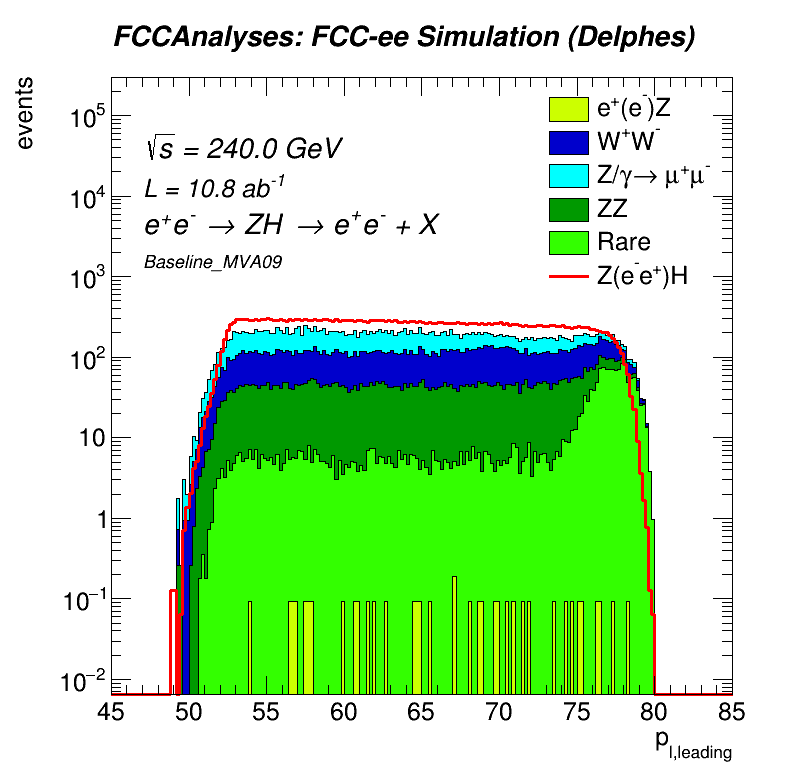 FCCAnalyses: FCC-ee Simulation (Delphes)
events
√s = 240.0 GeV
L = 10.8 ab⁻¹
e⁺e⁻ → ZH → e⁺e⁻ + X
Baseline_MVA09
e⁺(e⁻)Z
W⁺W⁻
Z/γ→ μ⁺μ⁻
ZZ
Rare
Z(e⁻e⁺)H
10⁵
10⁴
10³
10²
10
1
10⁻¹
10⁻²
45 50 55 60 65 70 75 80 85
p_l,leading